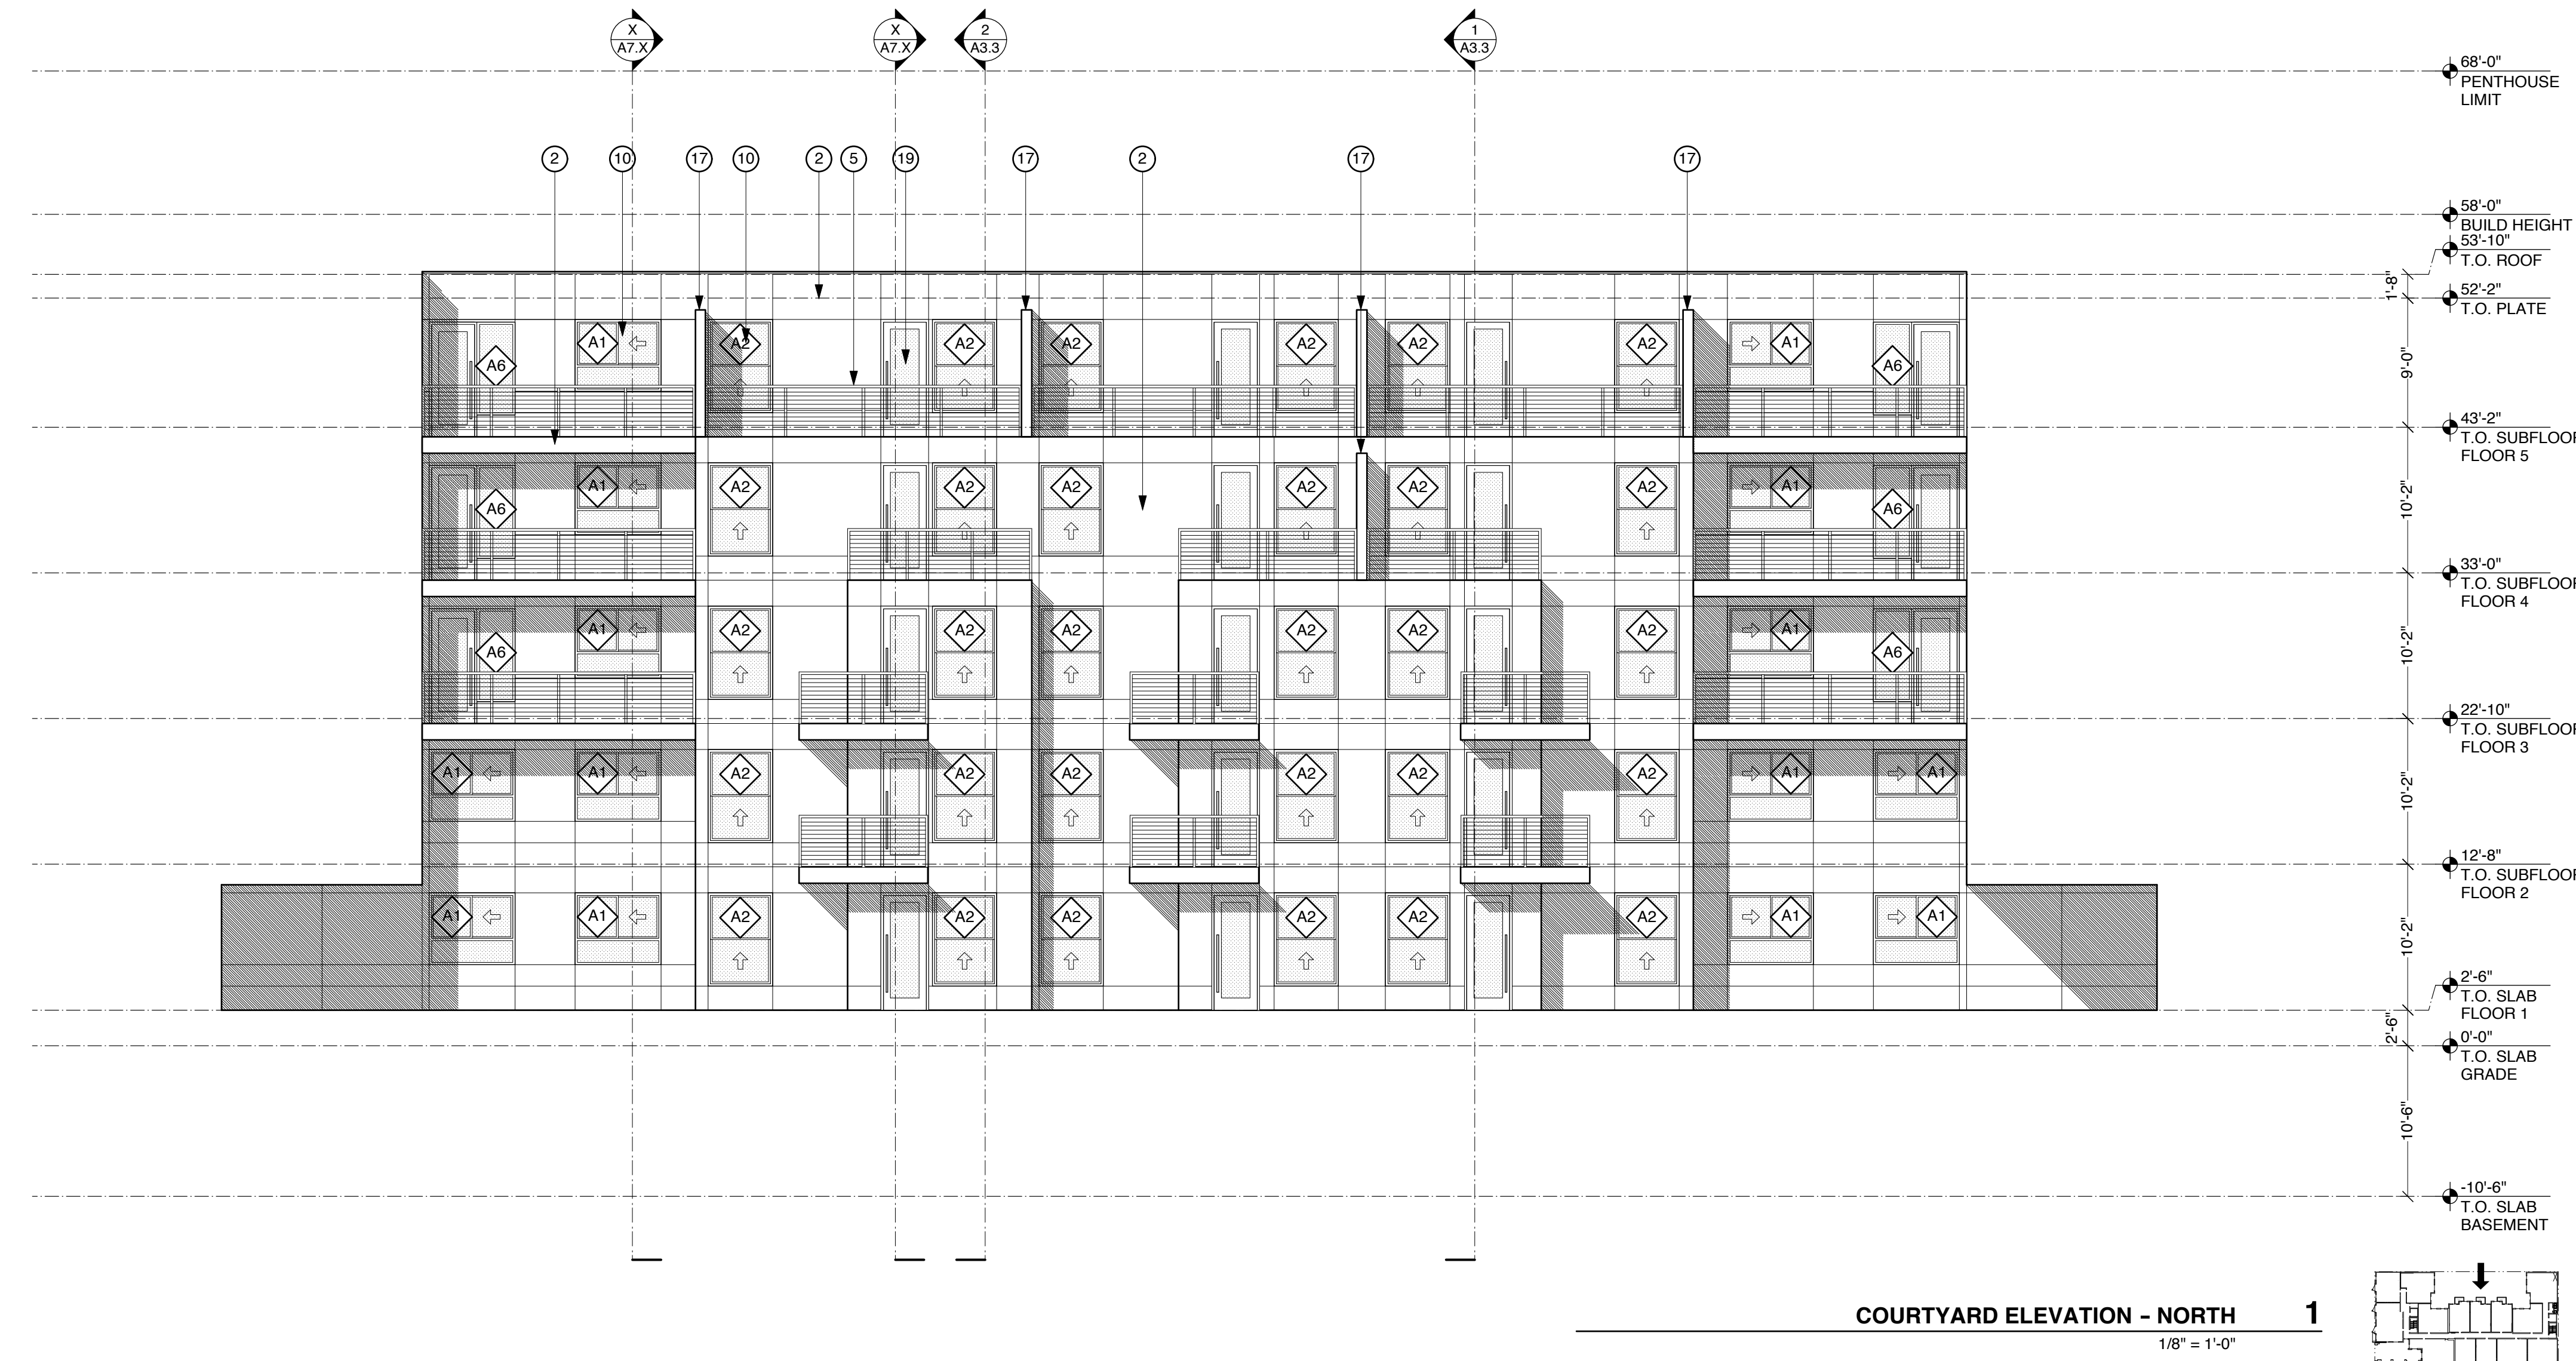 X
A7.X
X
A7.X
2
A3.3
1
A3.3
68'-0"
PENTHOUSE
LIMIT
2
10
17
10
2
5
19
17
2
17
17
58'-0"
BUILD HEIGHT
53'-10"
T.O. ROOF
1'-8"
52'-2"
T.O. PLATE
A6 A1 A2 A2 A2 A2 A2 A2 A1 A6
9'-0"
43'-2"
T.O. SUBFLOOR
FLOOR 5
A6 A1 A2 A2 A2 A2 A2 A2 A1 A6
10'-2"
33'-0"
T.O. SUBFLOOR
FLOOR 4
A6 A1 A2 A2 A2 A2 A2 A2 A1 A6
10'-2"
22'-10"
T.O. SUBFLOOR
FLOOR 3
A1 A1 A2 A2 A2 A2 A2 A2 A1 A1
10'-2"
12'-8"
T.O. SUBFLOOR
FLOOR 2
A1 A1 A2 A2 A2 A2 A2 A2 A1 A1
10'-2"
2'-6"
T.O. SLAB
FLOOR 1
2'-6"
0'-0"
T.O. SLAB
GRADE
10'-6"
-10'-6"
T.O. SLAB
BASEMENT
COURTYARD ELEVATION - NORTH 1
1/8" = 1'-0"